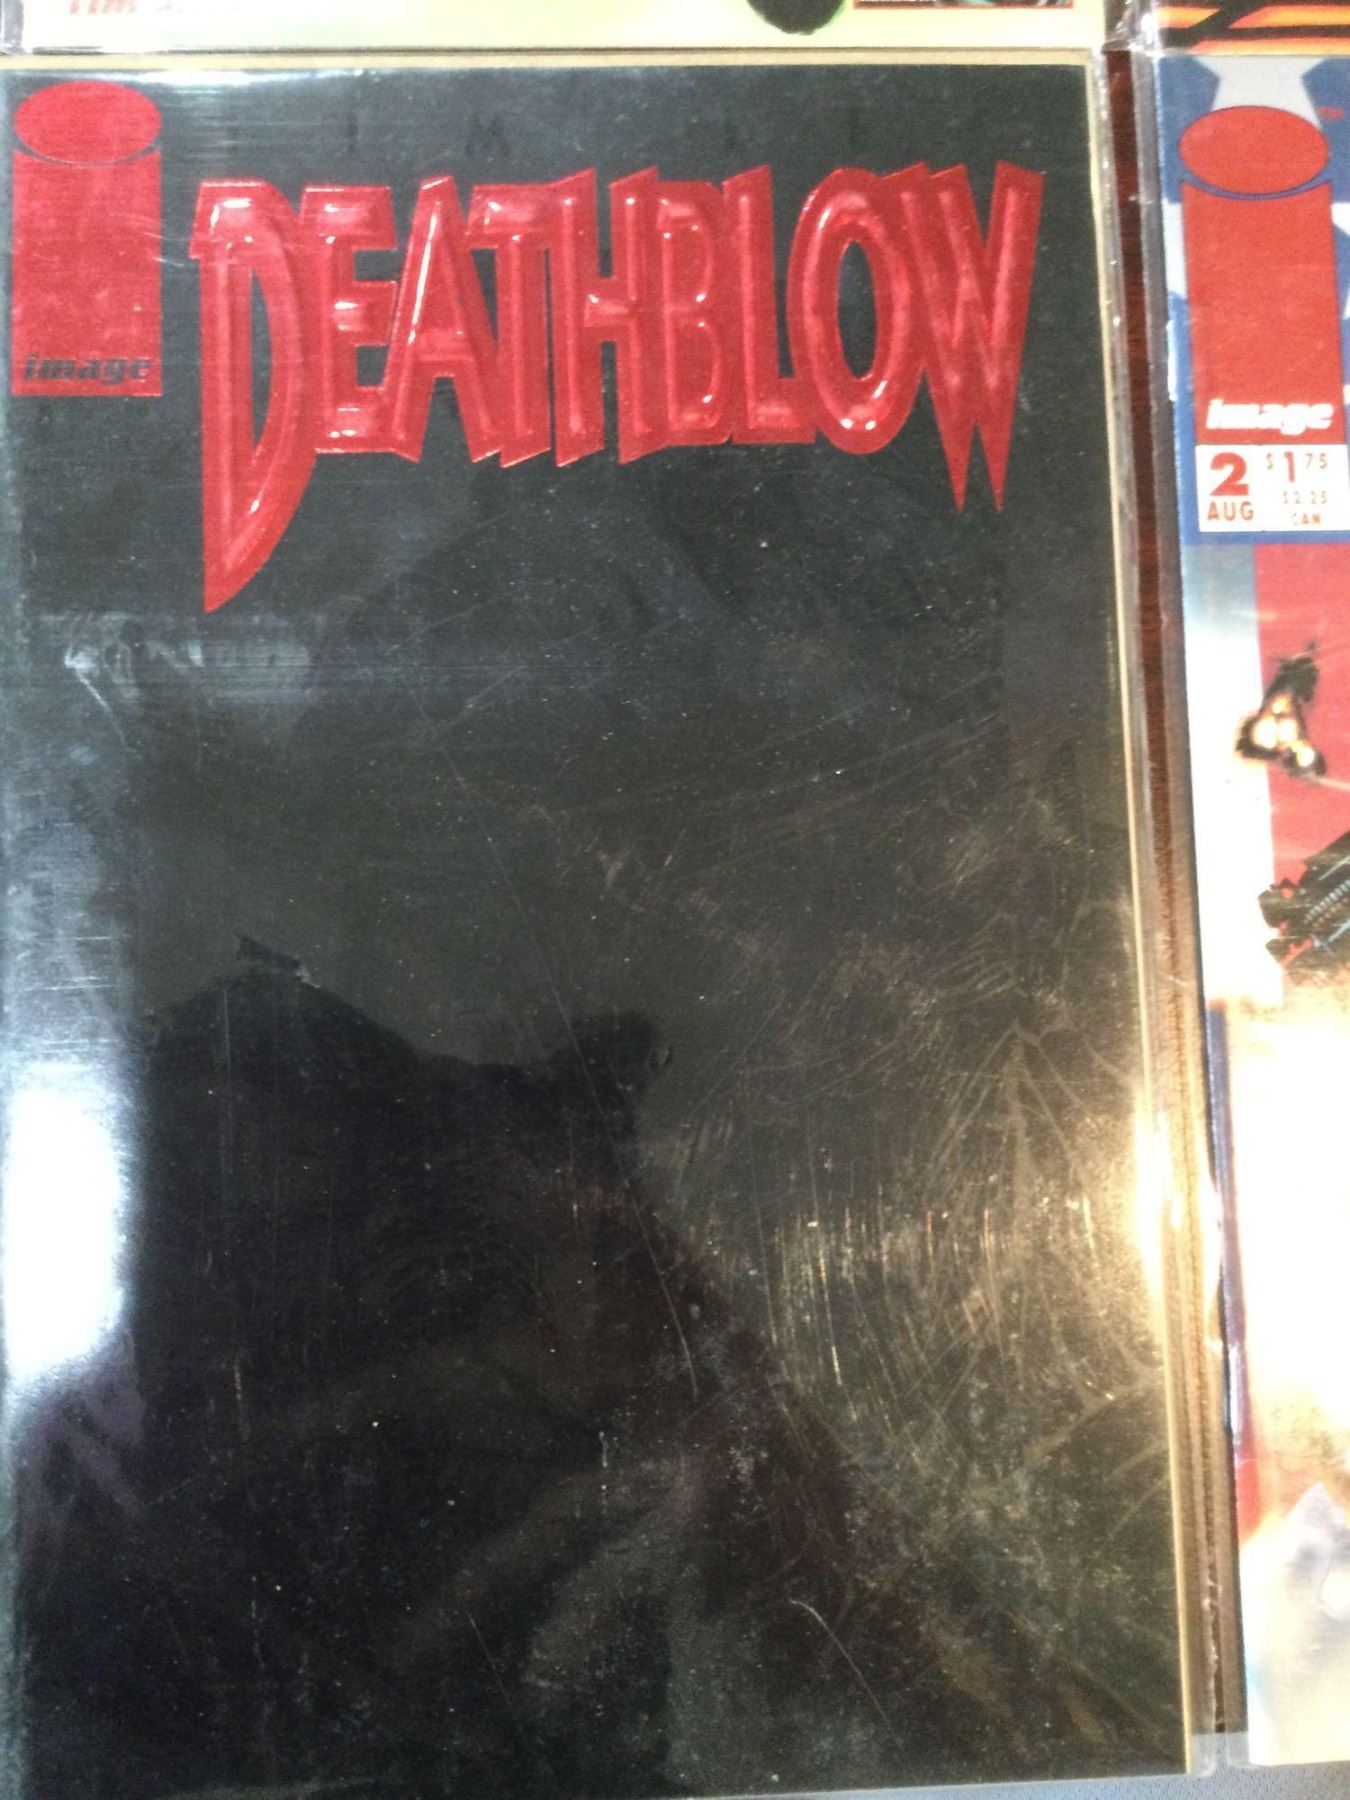 DEATHBLOW
image
image
2 $1.75
AUG $2.25
CAN